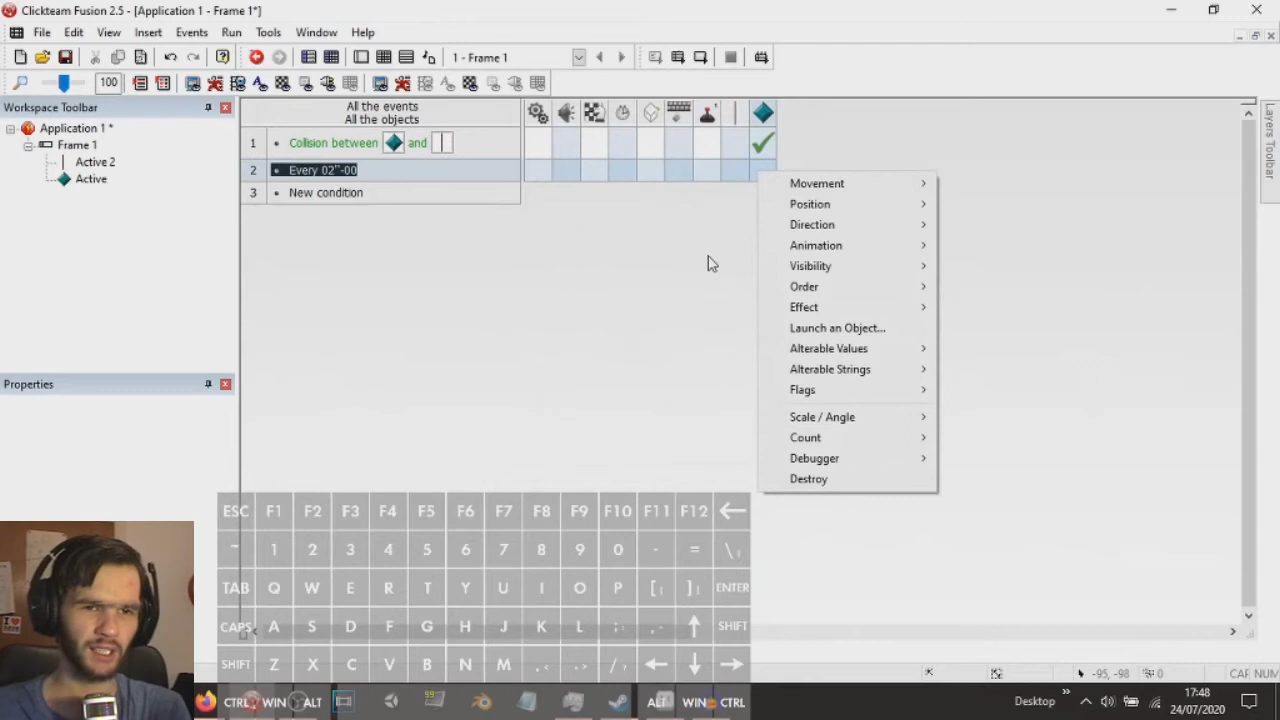 Clickteam Fusion 2.5 - [Application 1 - Frame 1*]
File Edit View Insert Events Run Tools Window Help
1 - Frame 1
100
Workspace Toolbar
Application 1 *
Frame 1
Active 2
Active
Properties
All the events
All the objects
1 • Collision between and
2 • Every 02"-00
3 • New condition
Movement
Position
Direction
Animation
Visibility
Order
Effect
Launch an Object...
Alterable Values
Alterable Strings
Flags
Scale / Angle
Count
Debugger
Destroy
Layers Toolbar
ESC F1 F2 F3 F4 F5 F6 F7 F8 F9 F10 F11 F12
~ 1 2 3 4 5 6 7 8 9 0 - = \
TAB Q W E R T Y U I O P [ ] ENTER
CAPS A S D F G H J K L ; SHIFT
SHIFT Z X C V B N M , . /
CTRL WIN ALT ALT WIN CTRL
-95, -98
0
CAP
Desktop
17:48
24/07/2020